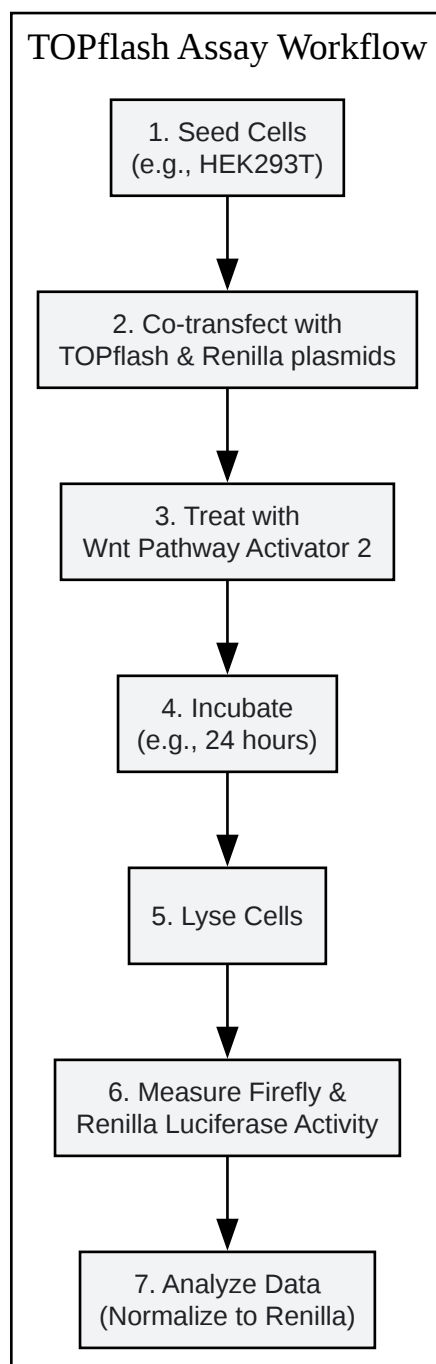 TOPflash Assay Workflow
1. Seed Cells
(e.g., HEK293T)
2. Co-transfect with
TOPflash & Renilla plasmids
3. Treat with
Wnt Pathway Activator 2
4. Incubate
(e.g., 24 hours)
5. Lyse Cells
6. Measure Firefly &
Renilla Luciferase Activity
7. Analyze Data
(Normalize to Renilla)